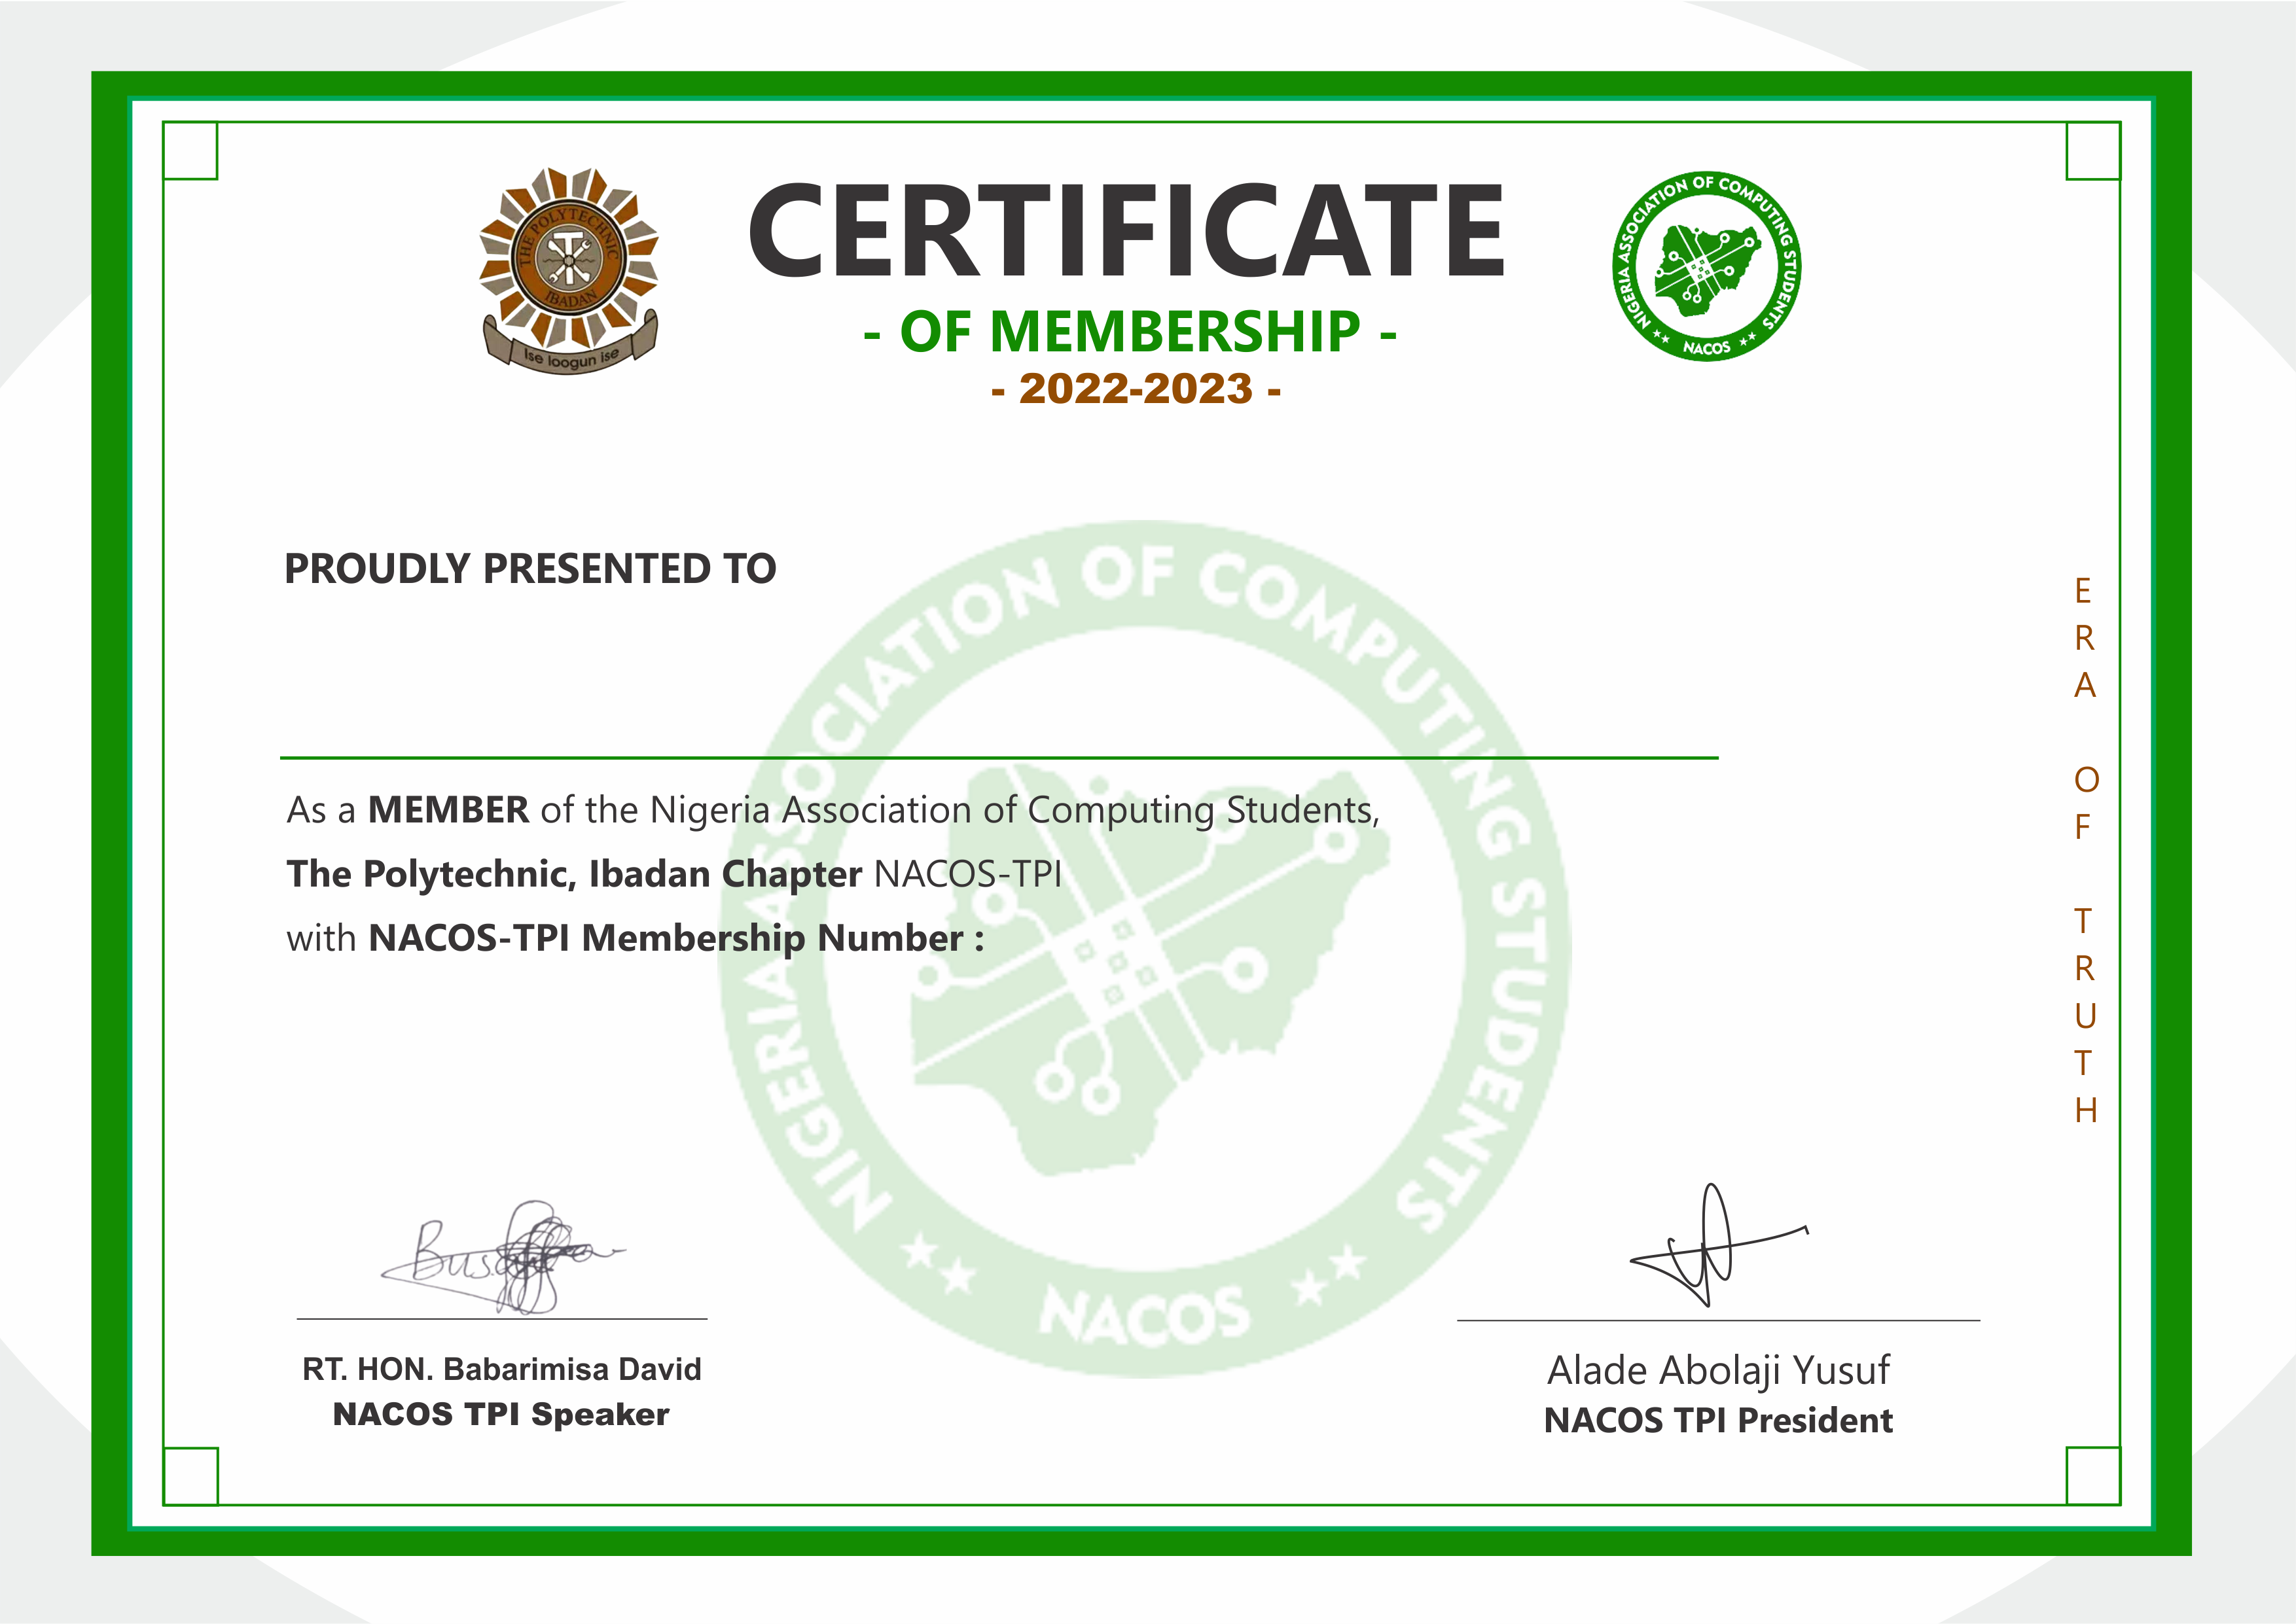 THE POLYTECHNIC
IBADAN
Ise loogun ise
CERTIFICATE
- OF MEMBERSHIP -
- 2022-2023 -
NIGERIA ASSOCIATION OF COMPUTING STUDENTS
NACOS
PROUDLY PRESENTED TO
As a MEMBER of the Nigeria Association of Computing Students,
The Polytechnic, Ibadan Chapter NACOS-TPI
with NACOS-TPI Membership Number :
NIGERIA ASSOCIATION OF COMPUTING STUDENTS
NACOS
ERA OF TRUTH
RT. HON. Babarimisa David
NACOS TPI Speaker
Alade Abolaji Yusuf
NACOS TPI President